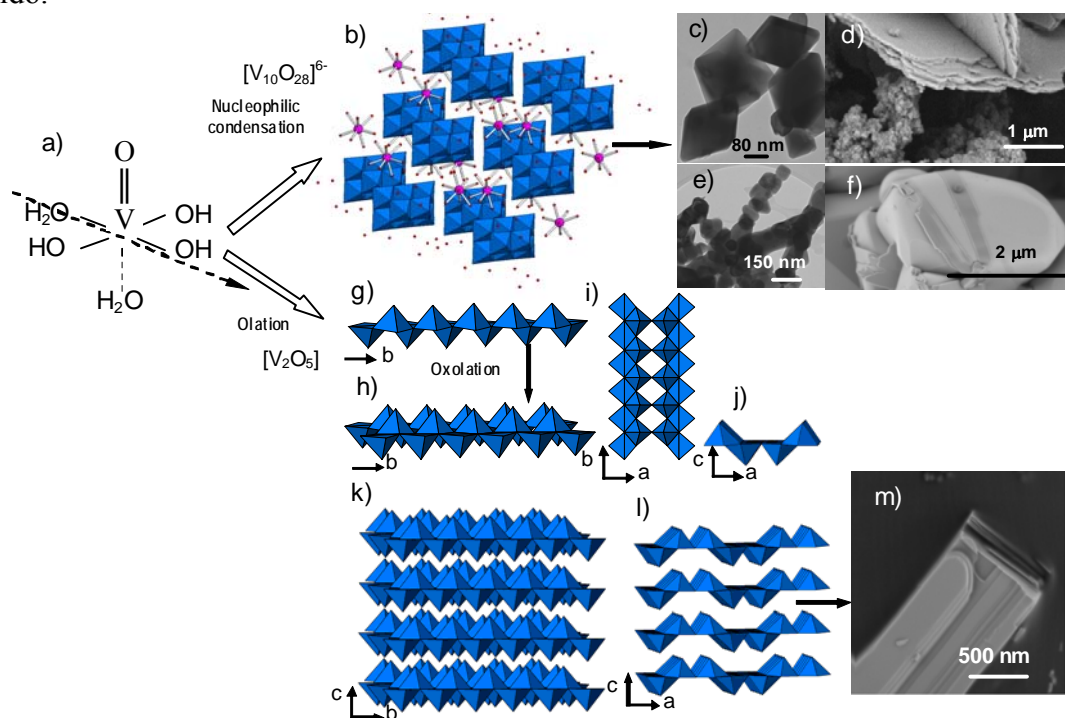 a)
O
V
H₂O
OH
HO
OH
H₂O
[V₁₀O₂₈]⁶⁻
Nucleophilic
condensation
Olation
[V₂O₅]
b)
c)
80 nm
d)
1 µm
e)
150 nm
f)
2 µm
g)
b
Oxolation
h)
b
i)
b
a
j)
c
a
k)
c
b
l)
c
a
m)
500 nm